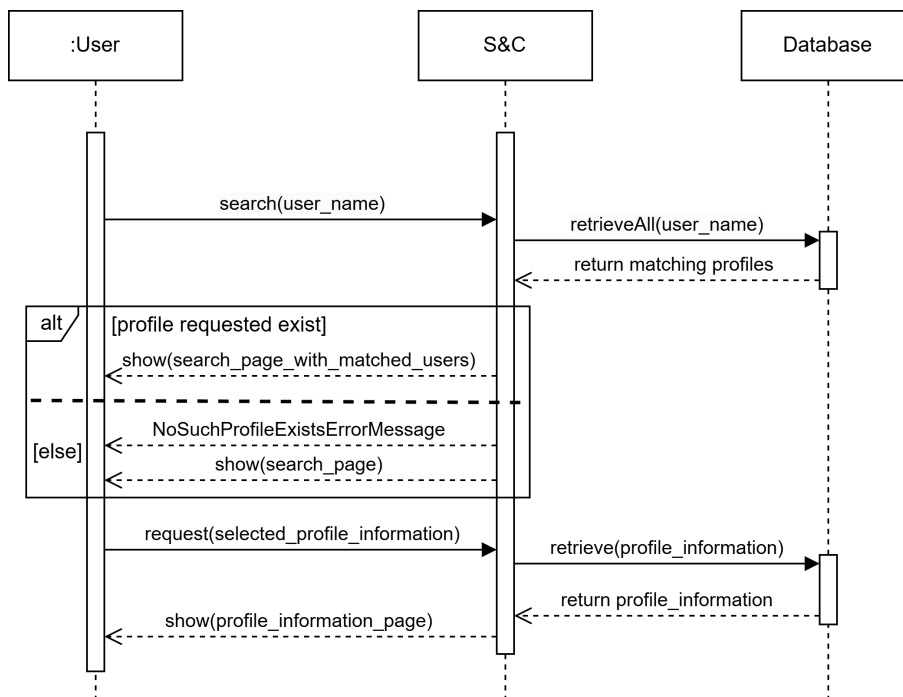 :User
S&C
Database
search(user_name)
retrieveAll(user_name)
return matching profiles
alt
[profile requested exist]
show(search_page_with_matched_users)
NoSuchProfileExistsErrorMessage
[else]
show(search_page)
request(selected_profile_information)
retrieve(profile_information)
return profile_information
show(profile_information_page)